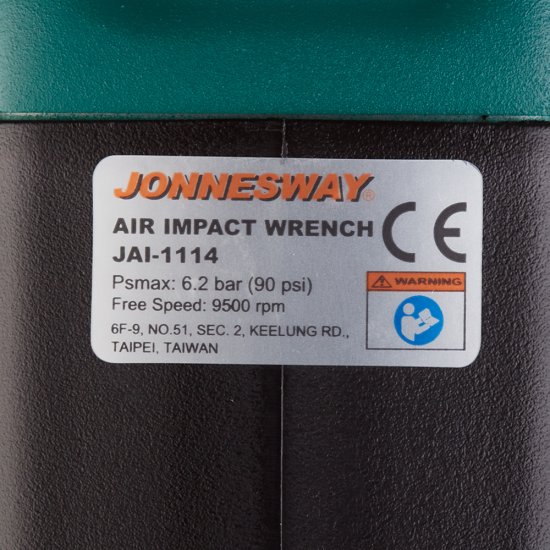 JONNESWAY®
AIR IMPACT WRENCH
JAI-1114
CE
Psmax: 6.2 bar (90 psi)
Free Speed: 9500 rpm
6F-9, NO.51, SEC. 2, KEELUNG RD.,
TAIPEI, TAIWAN
WARNING